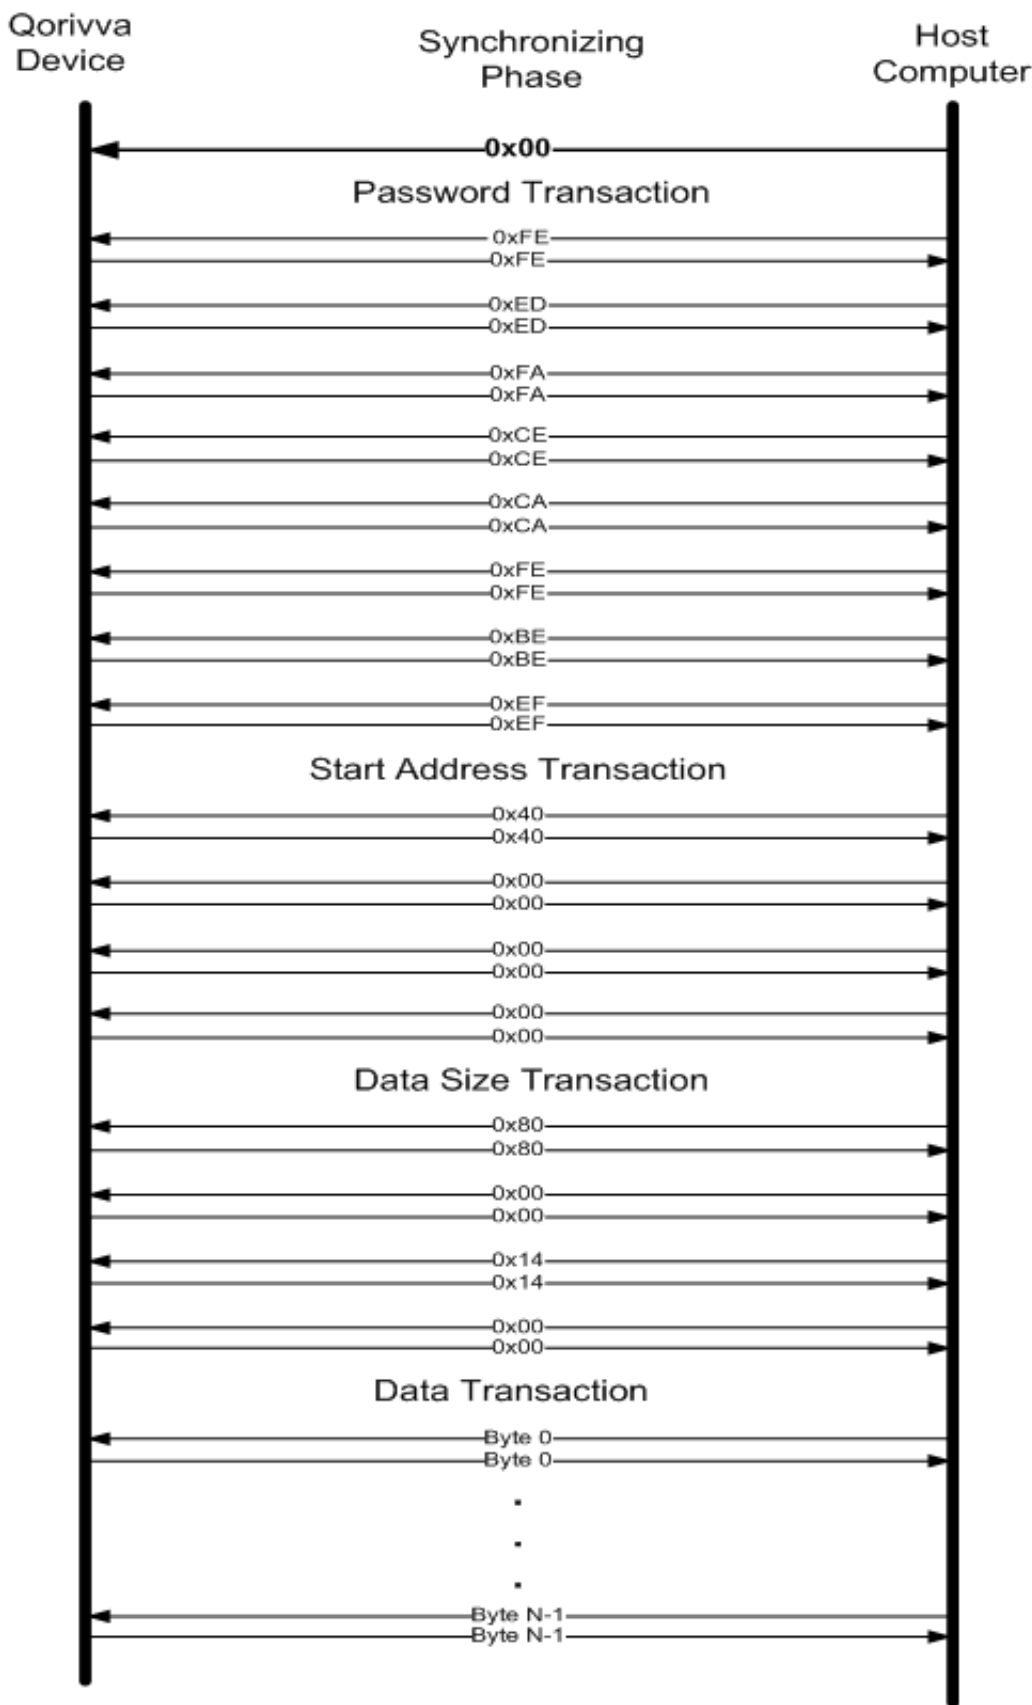 Qorivva
Device
Synchronizing
Phase
Host
Computer
0x00
Password Transaction
0xFE
0xFE
0xED
0xED
0xFA
0xFA
0xCE
0xCE
0xCA
0xCA
0xFE
0xFE
0xBE
0xBE
0xEF
0xEF
Start Address Transaction
0x40
0x40
0x00
0x00
0x00
0x00
0x00
0x00
Data Size Transaction
0x80
0x80
0x00
0x00
0x14
0x14
0x00
0x00
Data Transaction
Byte 0
Byte 0
.
.
.
Byte N-1
Byte N-1